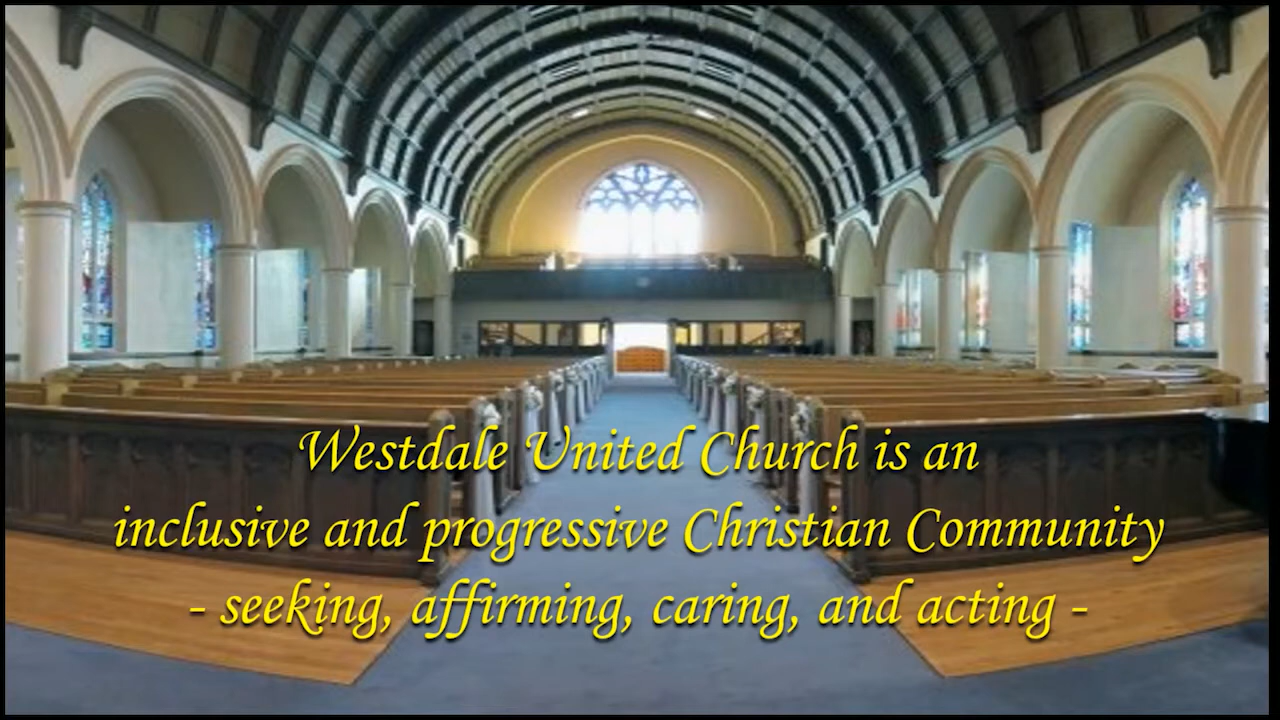 Westdale United Church is an
inclusive and progressive Christian Community
- seeking, affirming, caring, and acting -